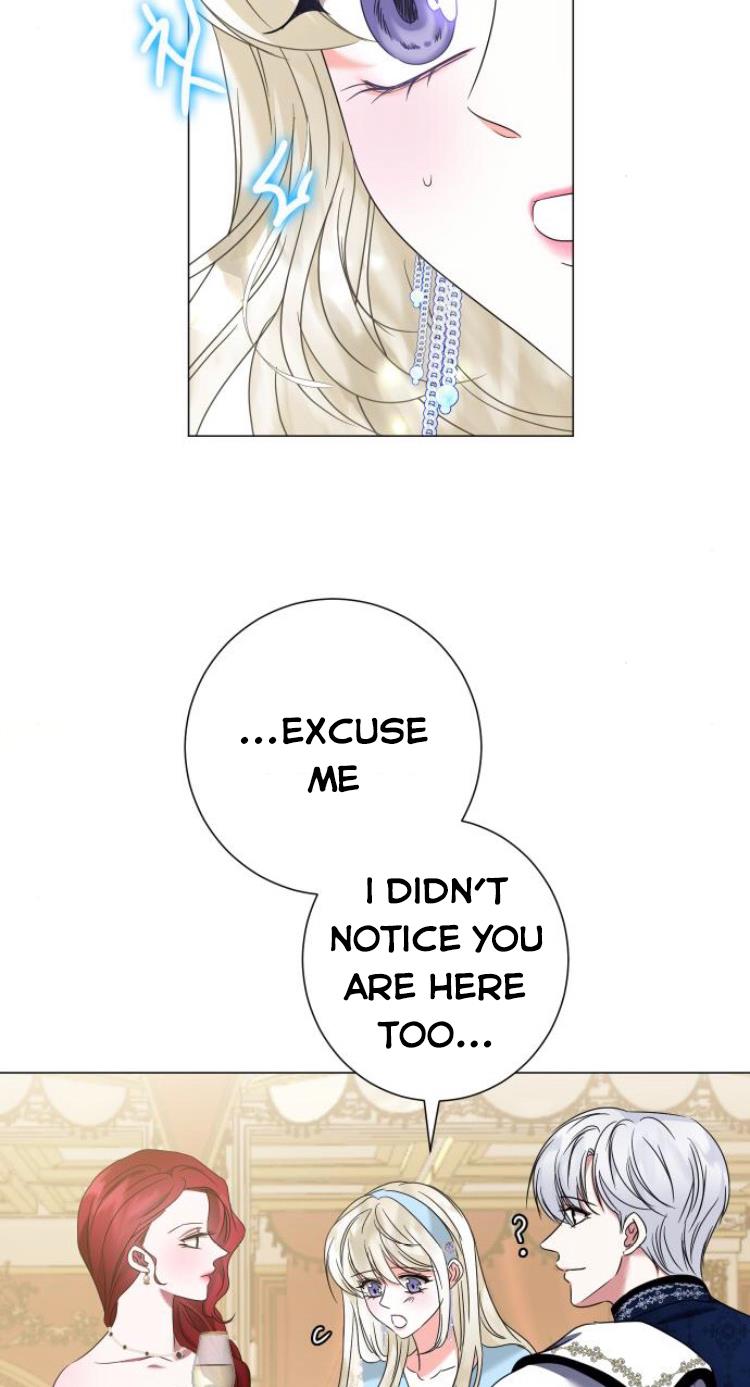 ...EXCUSE
ME
I DIDN'T
NOTICE YOU
ARE HERE
TOO...
?